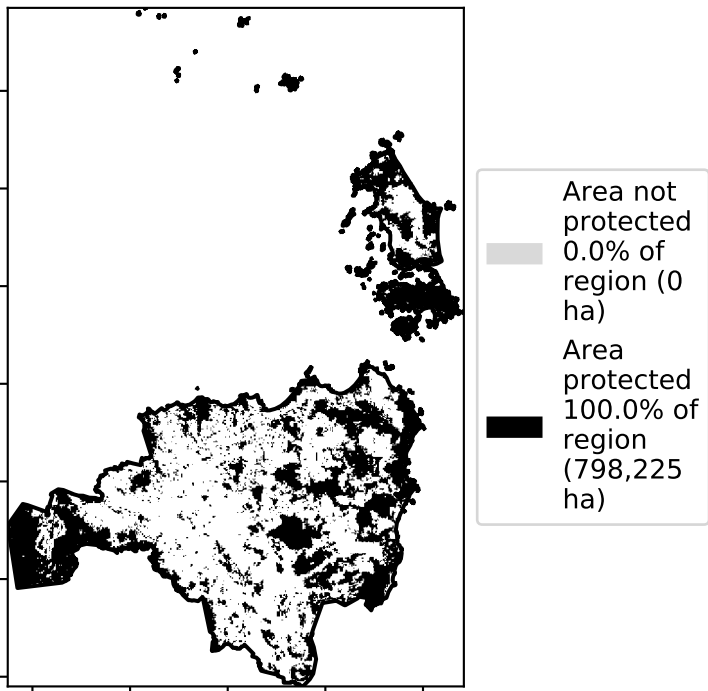 Area not
protected
0.0% of
region (0
ha)
Area
protected
100.0% of
region
(798,225
ha)